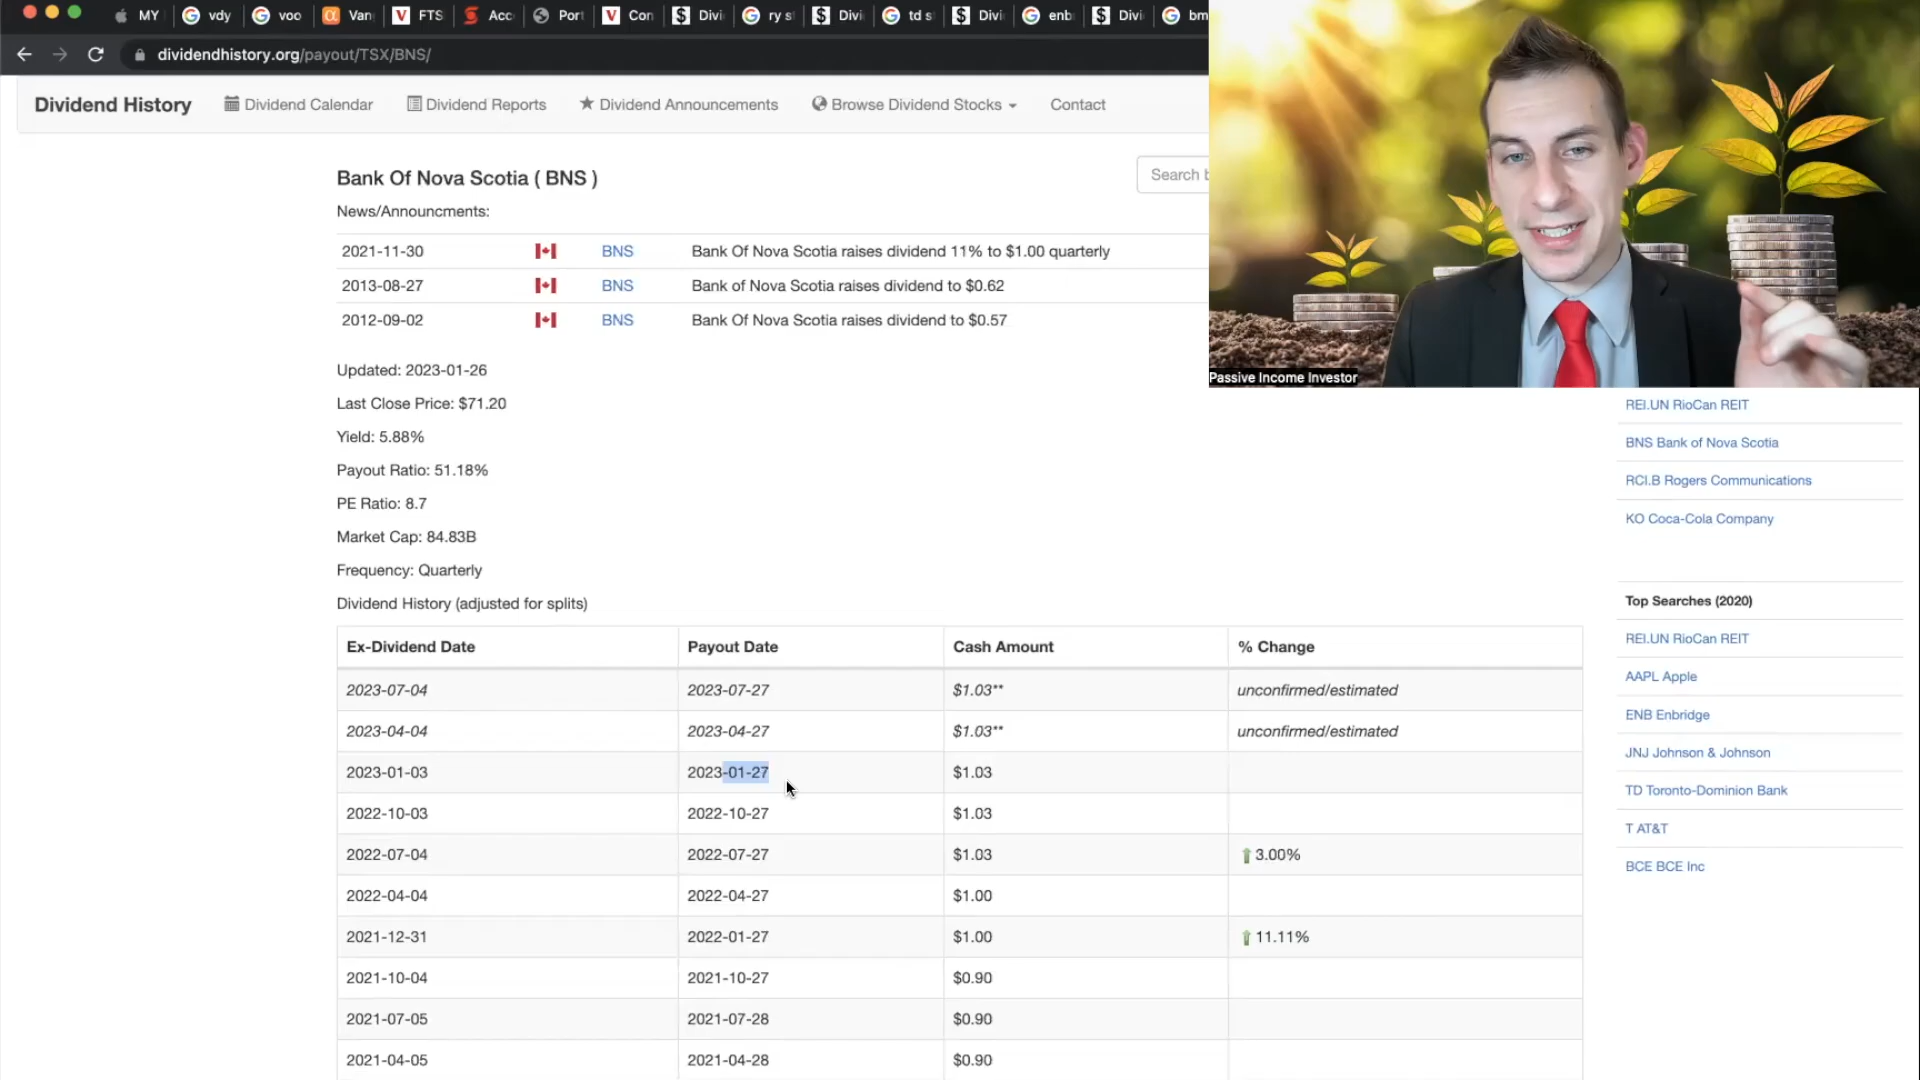 MY
vdy
voo
Van
FTS
Acc
Port
Con
Divi
ry s
Divi
td s
Divi
enb
Divi
bm
dividendhistory.org/payout/TSX/BNS/
Dividend History
Dividend Calendar
Dividend Reports
Dividend Announcements
Browse Dividend Stocks
Contact
Bank Of Nova Scotia ( BNS )
Search b
News/Announcments:
2021-11-30 BNS Bank Of Nova Scotia raises dividend 11% to $1.00 quarterly
2013-08-27 BNS Bank of Nova Scotia raises dividend to $0.62
2012-09-02 BNS Bank Of Nova Scotia raises dividend to $0.57
Passive Income Investor
Updated: 2023-01-26
Last Close Price: $71.20
Yield: 5.88%
Payout Ratio: 51.18%
PE Ratio: 8.7
Market Cap: 84.83B
Frequency: Quarterly
Dividend History (adjusted for splits)
Ex-Dividend Date Payout Date Cash Amount % Change
2023-07-04 2023-07-27 $1.03** unconfirmed/estimated
2023-04-04 2023-04-27 $1.03** unconfirmed/estimated
2023-01-03 2023-01-27 $1.03
2022-10-03 2022-10-27 $1.03
2022-07-04 2022-07-27 $1.03 3.00%
2022-04-04 2022-04-27 $1.00
2021-12-31 2022-01-27 $1.00 11.11%
2021-10-04 2021-10-27 $0.90
2021-07-05 2021-07-28 $0.90
2021-04-05 2021-04-28 $0.90
REI.UN RioCan REIT
BNS Bank of Nova Scotia
RCI.B Rogers Communications
KO Coca-Cola Company
Top Searches (2020)
REI.UN RioCan REIT
AAPL Apple
ENB Enbridge
JNJ Johnson & Johnson
TD Toronto-Dominion Bank
T AT&T
BCE BCE Inc